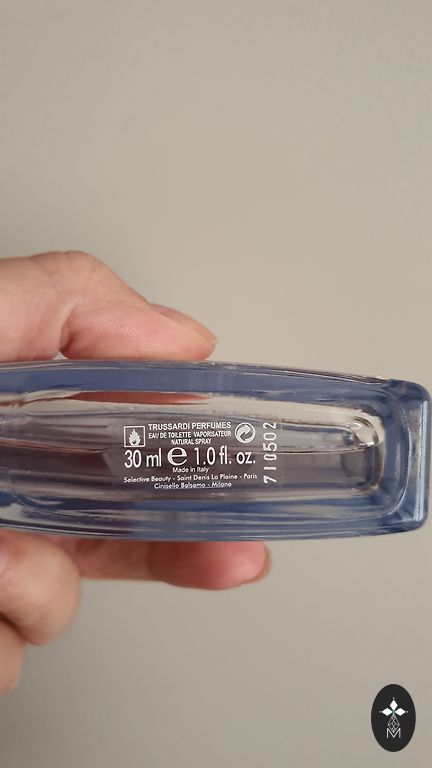 TRUSSARDI PERFUMES
EAU DE TOILETTE VAPORISATEUR
NATURAL SPRAY
30 ml e 1.0 fl. oz.
Made in Italy
Selective Beauty - Saint Denis La Plaine - Paris
Cinisello Balsamo - Milano
710502
M